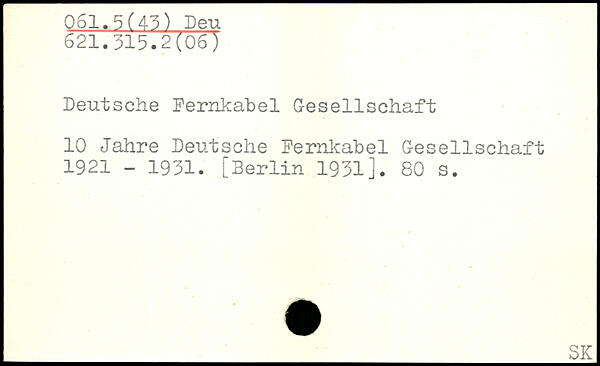 061.5(43) Deu
621.315.2(06)
Deutsche Fernkabel Gesellschaft
10 Jahre Deutsche Fernkabel Gesellschaft
1921 - 1931. [Berlin 1931]. 80 s.
SK